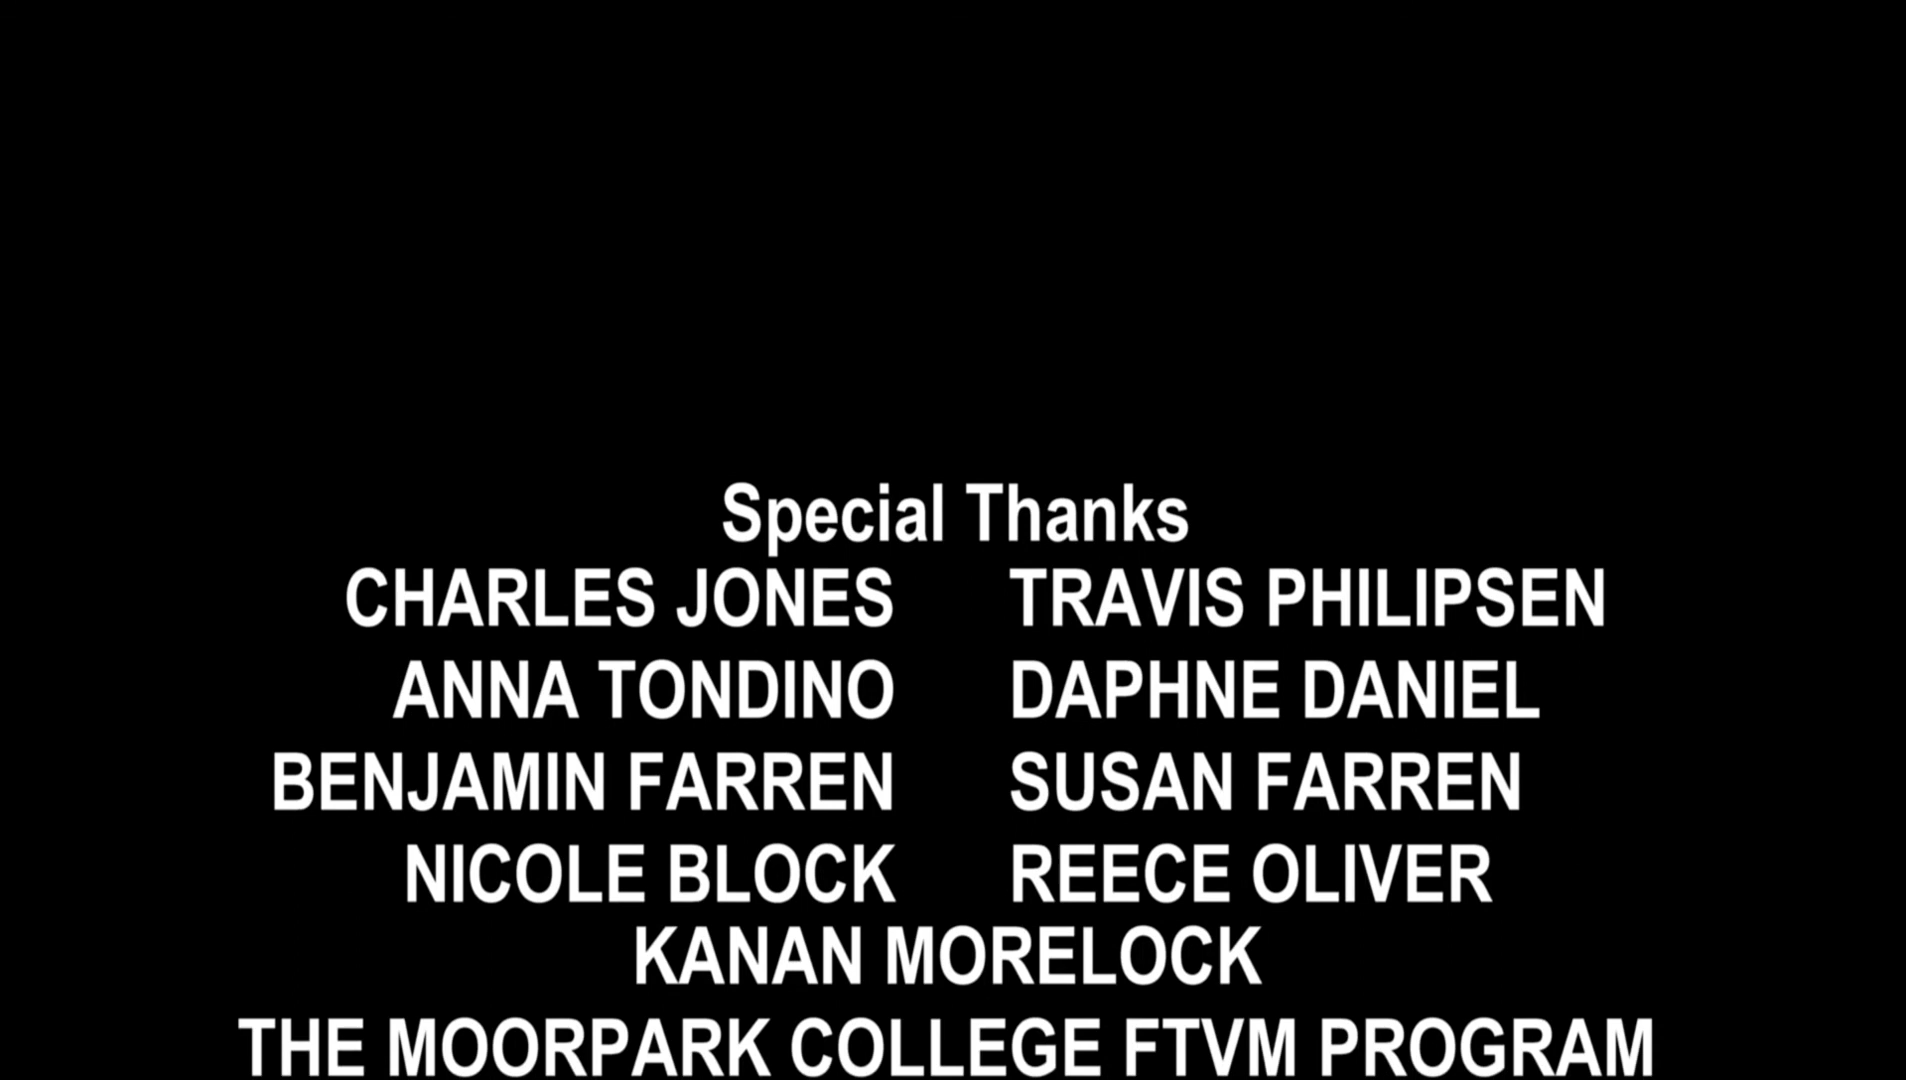 Special Thanks
CHARLES JONES TRAVIS PHILIPSEN
ANNA TONDINO DAPHNE DANIEL
BENJAMIN FARREN SUSAN FARREN
NICOLE BLOCK REECE OLIVER
KANAN MORELOCK
THE MOORPARK COLLEGE FTVM PROGRAM